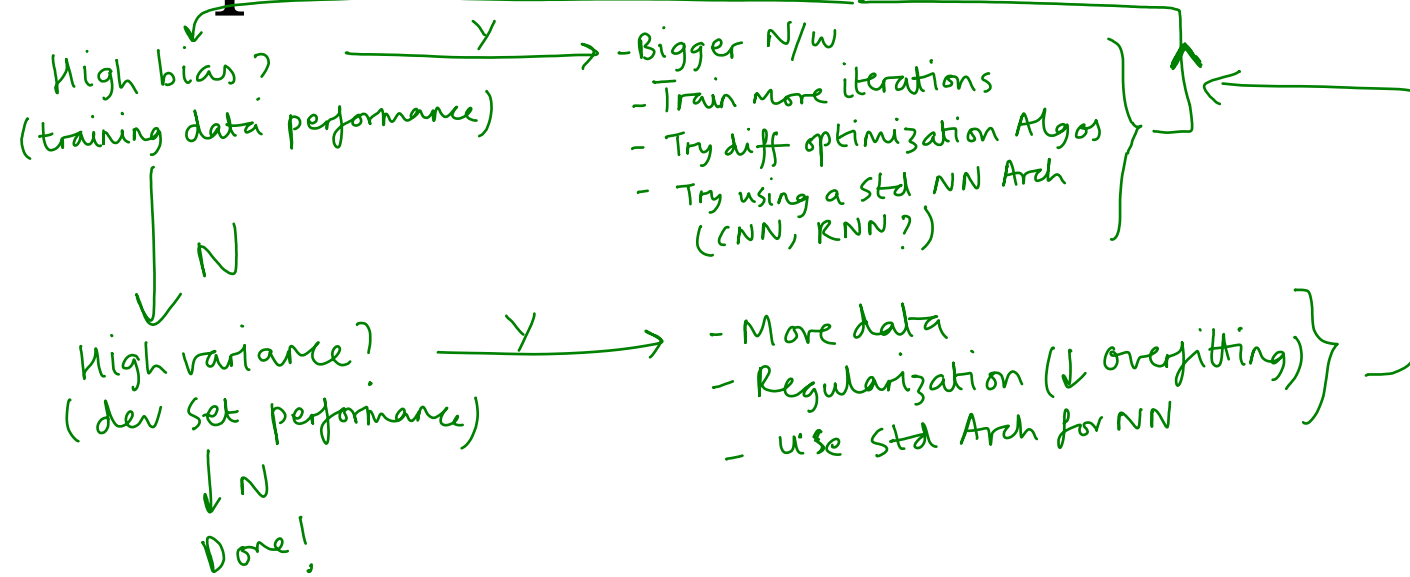 High bias?
(training data performance)
Y
- Bigger N/W
- Train more iterations
- Try diff optimization Algos
- Try using a std NN Arch
(CNN, RNN?)
N
High variance?
(dev set performance)
Y
- More data
- Regularization (↓ overfitting)
- use std Arch for NN
N
Done!